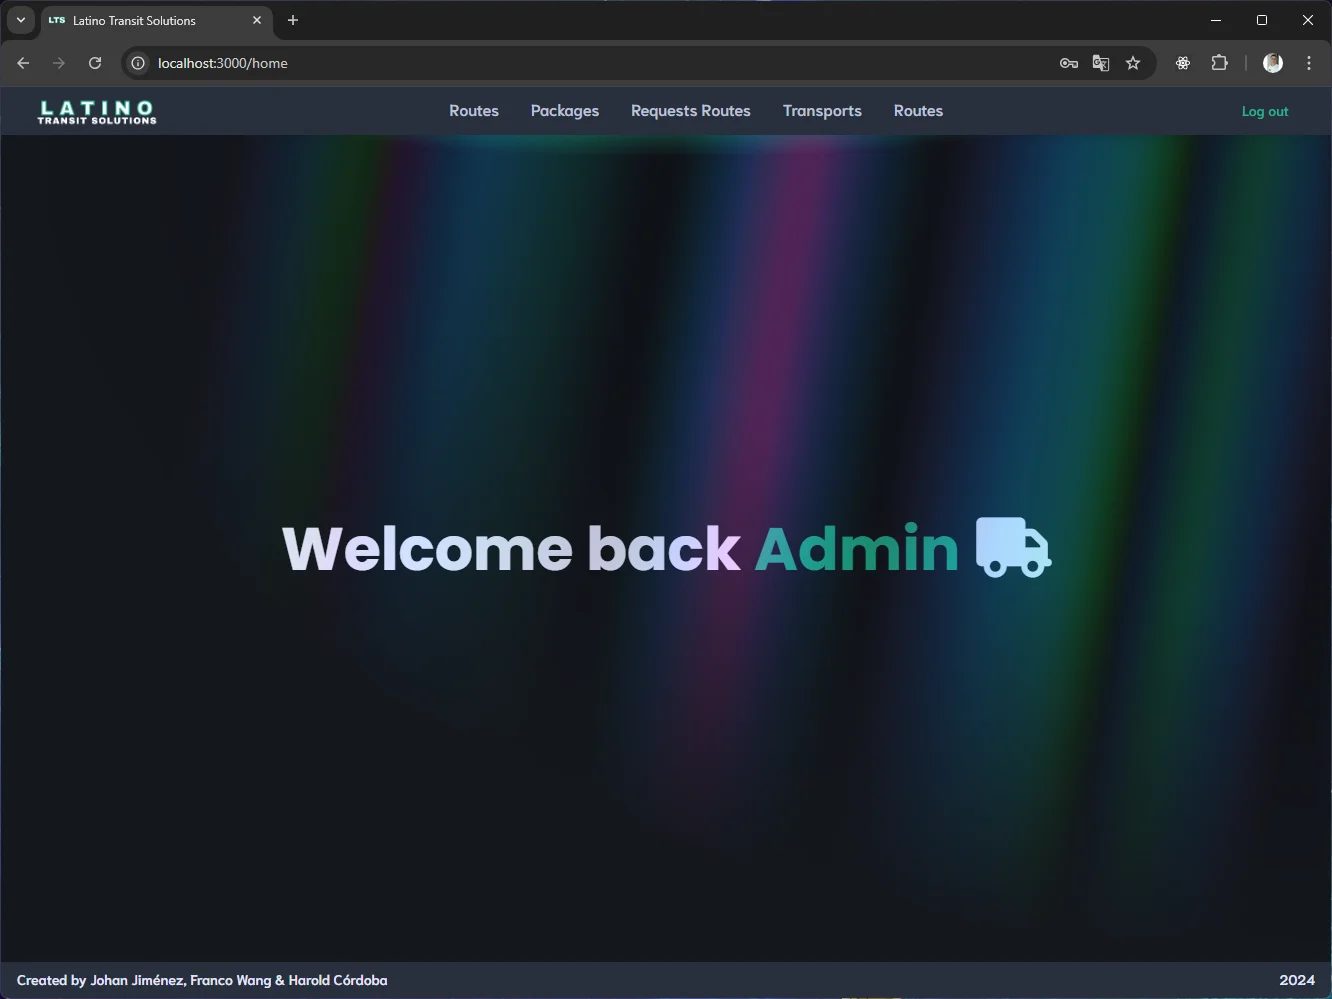 LTS Latino Transit Solutions
localhost:3000/home
LATINO
TRANSIT SOLUTIONS
Routes Packages Requests Routes Transports Routes Log out
Welcome back Admin
Created by Johan Jiménez, Franco Wang & Harold Córdoba 2024